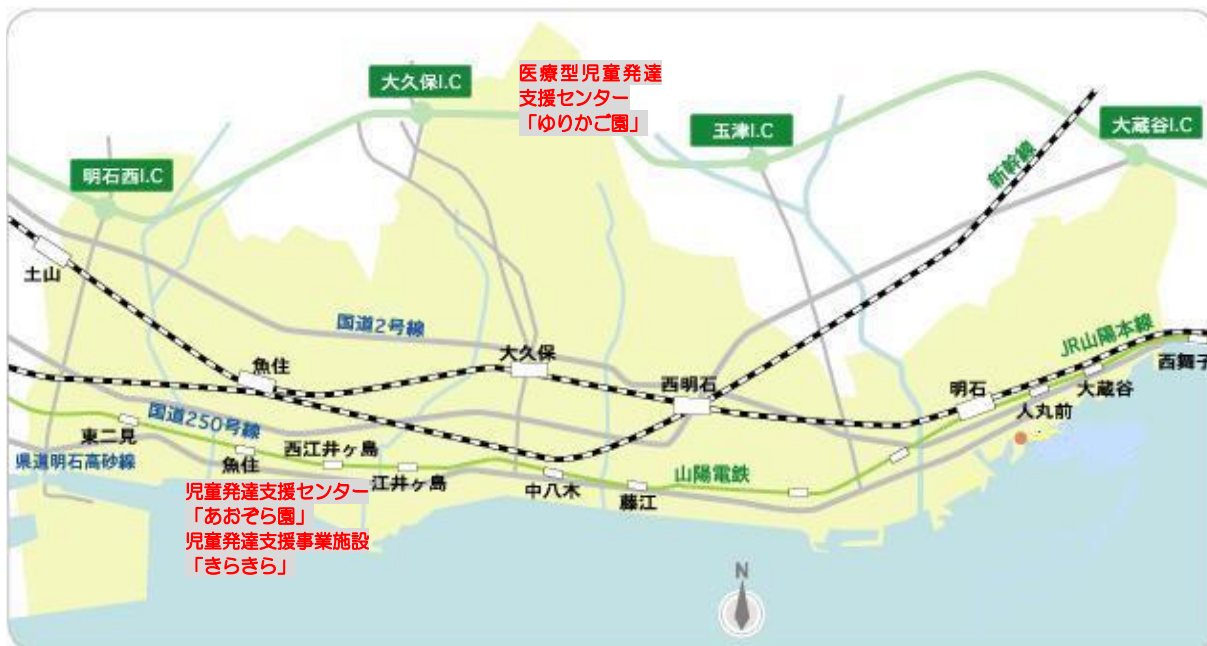 大久保I.C
医療型児童発達
支援センター
「ゆりかご園」
玉津I.C
大蔵谷I.C
明石西I.C
新幹線
土山
国道2号線
大久保
魚住
西明石
JR山陽本線
西舞子
明石
大蔵谷
人丸前
国道250号線
東二見
西江井ヶ島
県道明石高砂線
魚住
江井ヶ島
中八木
藤江
山陽電鉄
児童発達支援センター
「あおぞら園」
児童発達支援事業施設
「きらきら」
N